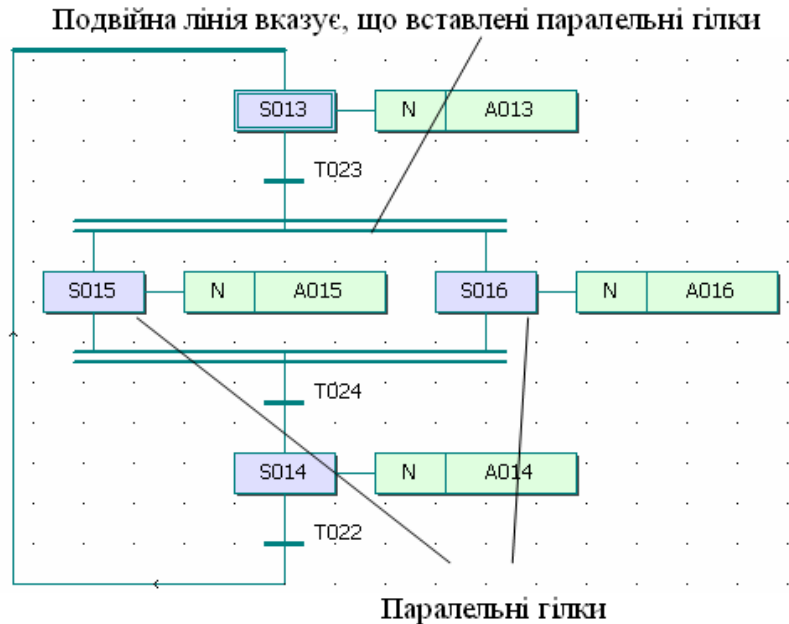 Подвійна лінія вказує, що вставлені паралельні гілки
S013 N A013
T023
S015 N A015 S016 N A016
T024
S014 N A014
T022
Паралельні гілки